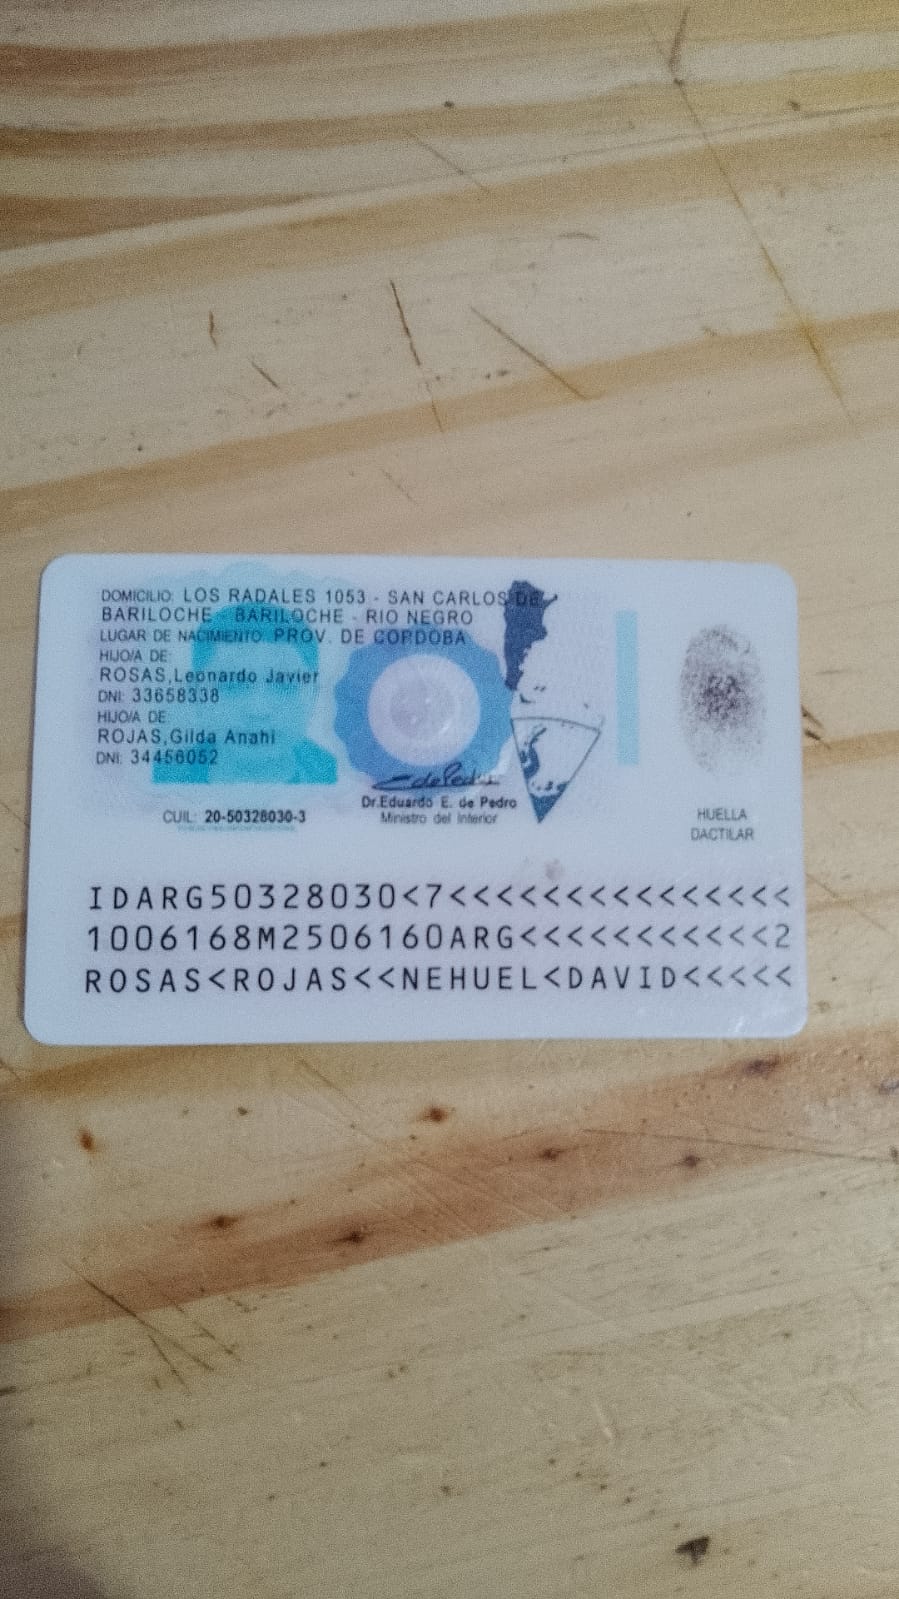 DOMICILIO: LOS RADALES 1053 - SAN CARLOS DE
BARILOCHE - BARILOCHE - RIO NEGRO
LUGAR DE NACIMIENTO: PROV. DE CORDOBA
HIJO/A DE:
ROSAS,Leonardo Javier
DNI: 33658338
HIJO/A DE:
ROJAS,Gilda Anahi
DNI: 34456052
CUIL: 20-50328030-3
Dr.Eduardo E. de Pedro
Ministro del Interior
HUELLA
DACTILAR
IDARG50328030<7<<<<<<<<<<<<<<<
1006168M2506160ARG<<<<<<<<<<<2
ROSAS<ROJAS<<NEHUEL<DAVID<<<<<